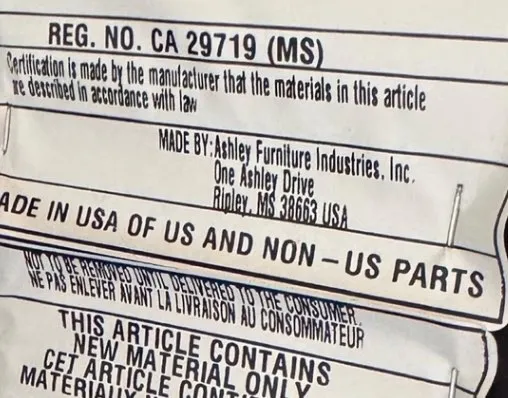 REG. NO. CA 29719 (MS)
Certification is made by the manufacturer that the materials in this article
are described in accordance with law
MADE BY: Ashley Furniture Industries, Inc.
One Ashley Drive
Ripley, MS 38663 USA
ADE IN USA OF US AND NON – US PARTS
NOT TO BE REMOVED UNTIL DELIVERED TO THE CONSUMER.
NE PAS ENLEVER AVANT LA LIVRAISON AU CONSOMMATEUR
THIS ARTICLE CONTAINS
NEW MATERIAL ONLY
CET ARTICLE